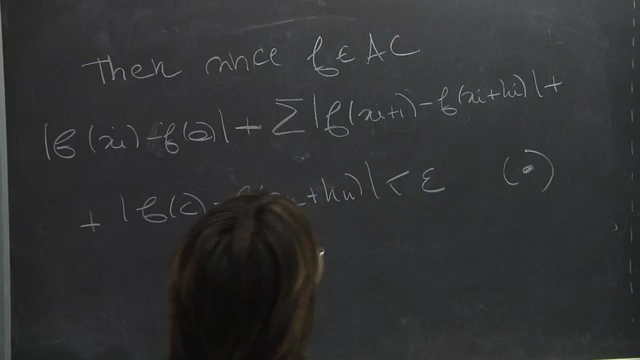 Then since f ∈ AC
|f(x₁) - f(a)| + Σ |f(xᵢ₊₁) - f(xᵢ+hᵢ)| +
+ |f(c) - f(xₙ+hₙ)| < ε (•)